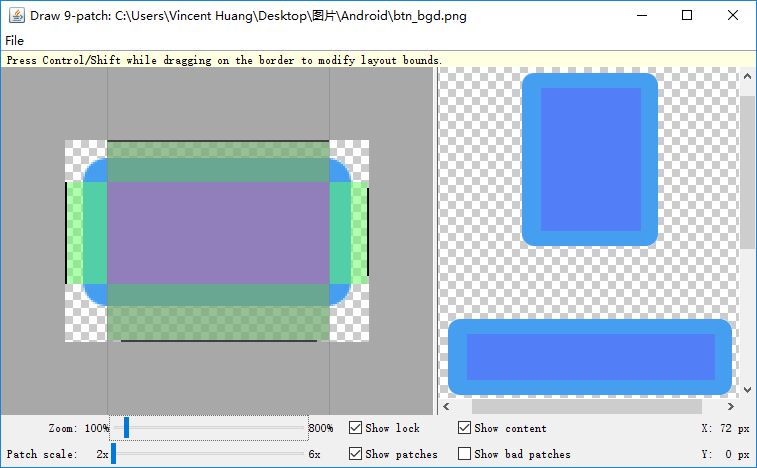 Draw 9-patch: C:\Users\Vincent Huang\Desktop\图片\Android\btn_bgd.png
File
Press Control/Shift while dragging on the border to modify layout bounds.
Zoom: 100% 800% Show lock Show content X: 72 px
Patch scale: 2x 6x Show patches Show bad patches Y: 0 px